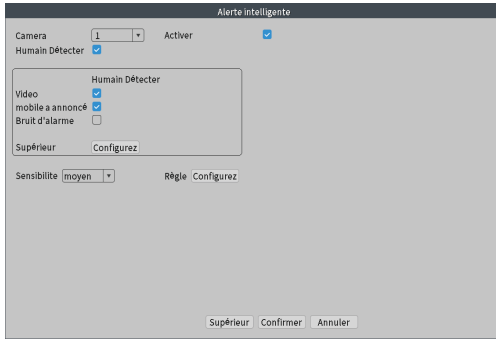 Alerte intelligente
Camera 1 Activer
Humain Détecter
Humain Détecter
Video
mobile a annoncé
Bruit d'alarme
Supérieur Configurez
Sensibilite moyen Règle Configurez
Supérieur Confirmer Annuler